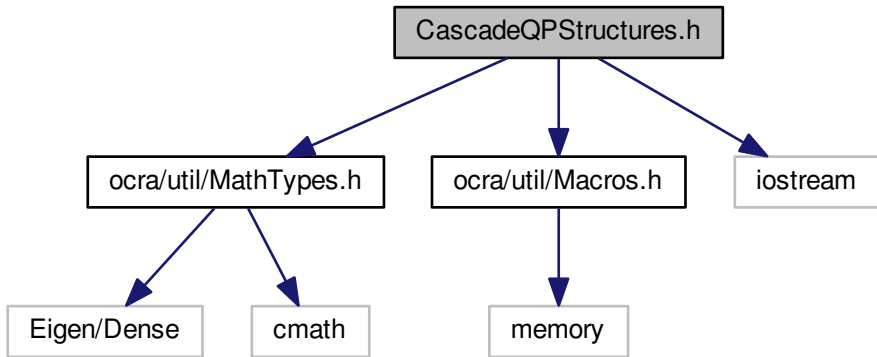 CascadeQPStructures.h
ocra/util/MathTypes.h
ocra/util/Macros.h
iostream
Eigen/Dense
cmath
memory